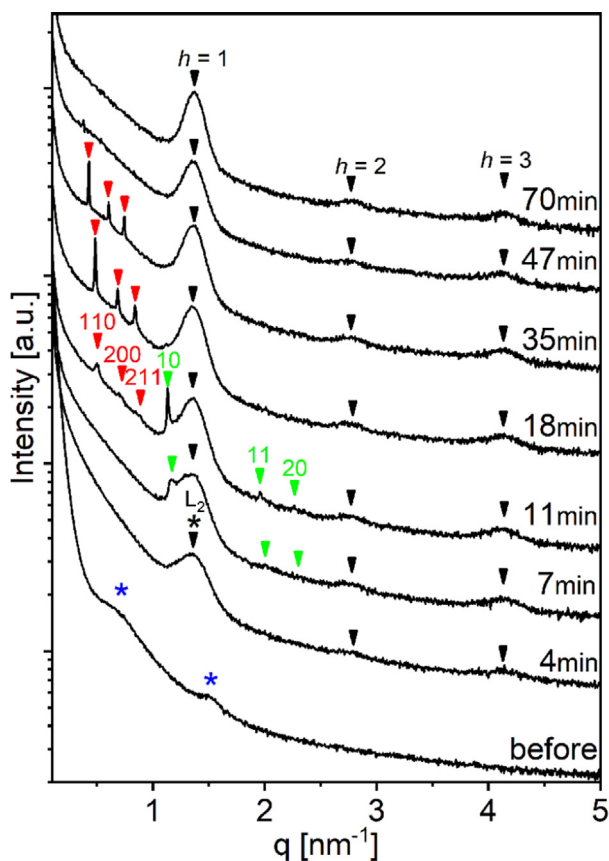 h = 1
h = 2
h = 3
70min
47min
35min
110
200
211
10
18min
11
20
11min
L₂
*
7min
*
4min
*
before
Intensity [a.u.]
1
2
3
4
5
q [nm⁻¹]